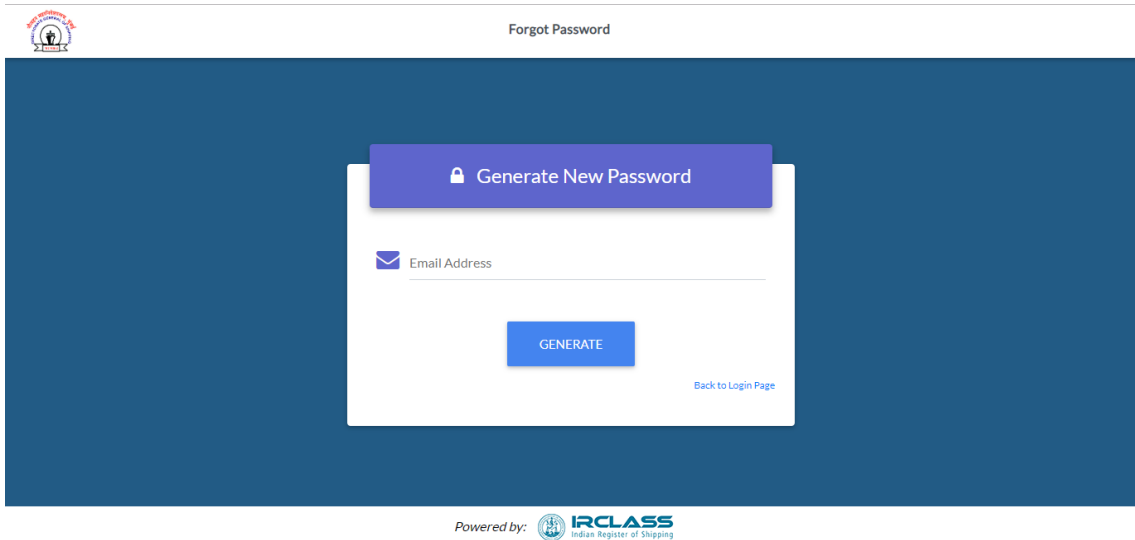 Forgot Password
Generate New Password
Email Address
GENERATE
Back to Login Page
Powered by:
IRCLASS
Indian Register of Shipping